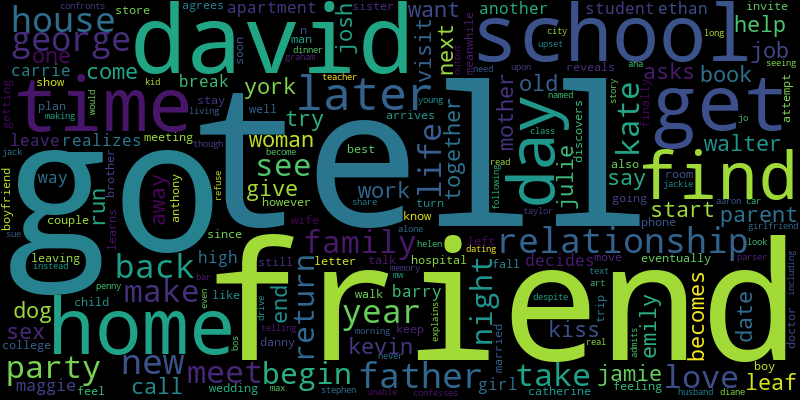 confronts
store
agrees
apartment
sister
another
student
ethan
invite
house
david
josh
want
school
help
city
long
n
man
dinner
graham
visit
next
meanwhile
upset
ana
seeing
george
one
carrie
come
soon
york
break
old
job
asks
book
reveals
attempt
getting
show
time
later
get
plan
making
would
stay
well
try
arrives
mother
day
need
upon
story
finally
kate
walter
jo
kid
living
leave
realizes
meeting
woman
life
together
young
named
class
discovers
julie
say
also
find
jack
though
become
see
best
teacher
go
tell
read
room
jackie
going
start
parent
boyfriend
way
run
learns
brother
away
anthony
refuse
give
work
however
share
turn
know
following
taylor
phone
aaron
car
girlfriend
sue
couple
since
wife
alone
dating
left
family
relationship
leaving
instead
back
high
still
letter
talk
helen
hospital
decides
move
eventually
look
parser
friend
penny
bar
return
memory
mw
fall
text
art
trip
including
doctor
dog
make
child
even
like
end
walk
barry
explains
night
despite
kiss
emily
becomes
date
home
year
drive
telling
morning
keep
married
real
admits
sex
college
new
bos
danny
kevin
never
party
meet
begin
father
girl
take
jamie
love
boy
leaf
maggie
feel
call
wedding
max
stephen
unable
confesses
catherine
feeling
husband
diane